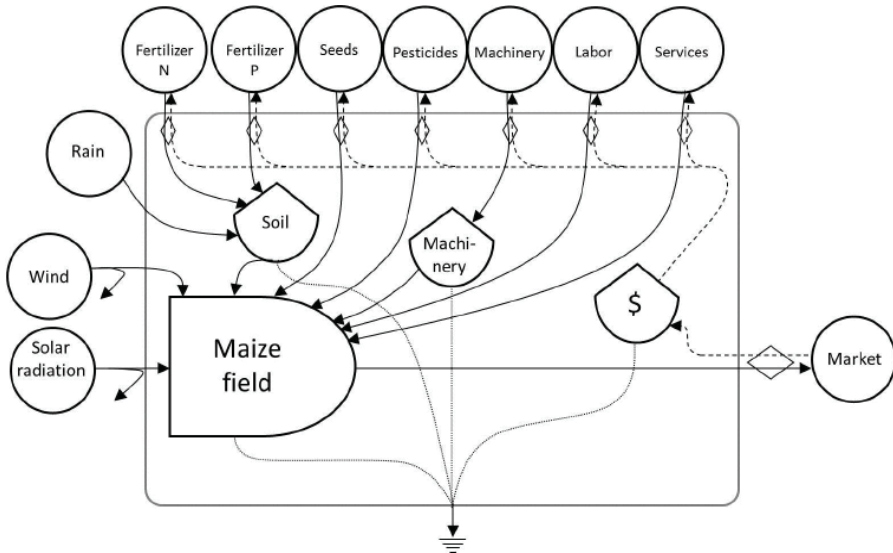 Fertilizer
N
Fertilizer
P
Seeds
Pesticides
Machinery
Labor
Services
Rain
Soil
Machi-
nery
Wind
$
Solar
radiation
Maize
field
Market